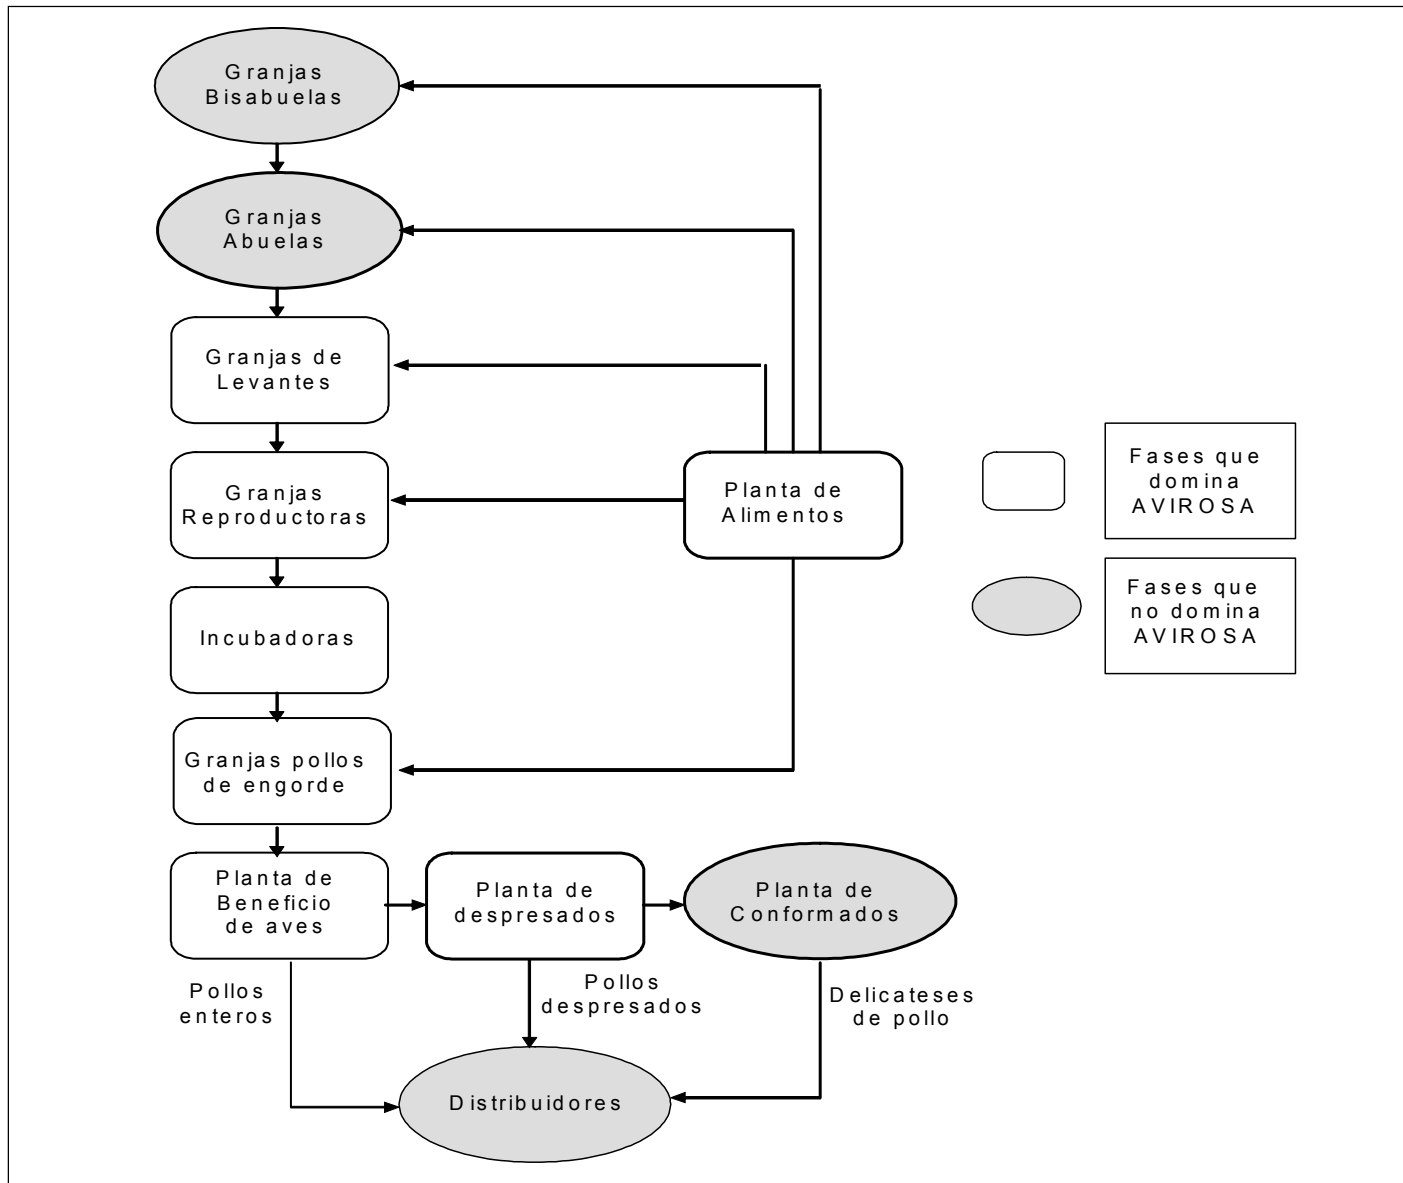 Granjas
Bisabuelas
Granjas
Abuelas
Granjas de
Levantes
Granjas
Reproductoras
Planta de
Alimentos
Fases que
domina
AVIROSA
Fases que
no domina
AVIROSA
Incubadoras
Granjas pollos
de engorde
Planta de
Beneficio
de aves
Planta de
despresados
Planta de
Conformados
Pollos
enteros
Pollos
despresados
Delicateses
de pollo
Distribuidores